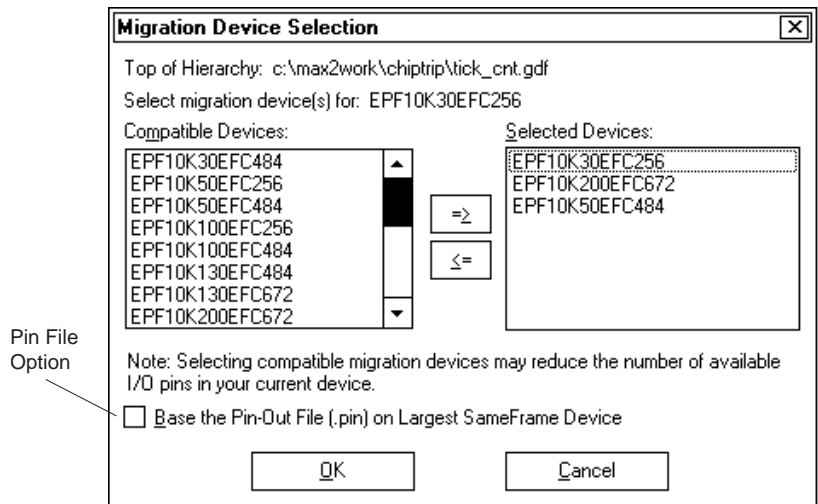 Migration Device Selection
Top of Hierarchy: c:\max2work\chiptrip\tick_cnt.gdf
Select migration device(s) for: EPF10K30EFC256
Compatible Devices:
EPF10K30EFC484
EPF10K50EFC256
EPF10K50EFC484
EPF10K100EFC256
EPF10K100EFC484
EPF10K130EFC484
EPF10K130EFC672
EPF10K200EFC672
=>
<=
Selected Devices:
EPF10K30EFC256
EPF10K200EFC672
EPF10K50EFC484
Pin File
Option
Note: Selecting compatible migration devices may reduce the number of available
I/O pins in your current device.
Base the Pin-Out File (.pin) on Largest SameFrame Device
OK
Cancel